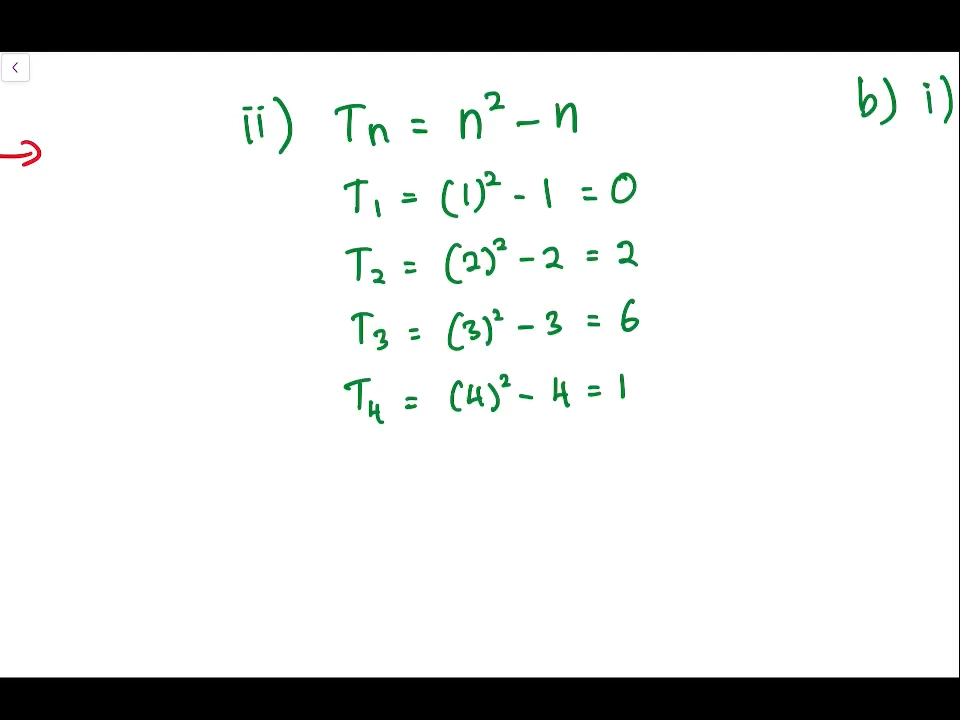 ii) Tₙ = n² - n
b) i)
T₁ = (1)² - 1 = 0
T₂ = (2)² - 2 = 2
T₃ = (3)² - 3 = 6
T₄ = (4)² - 4 = 1